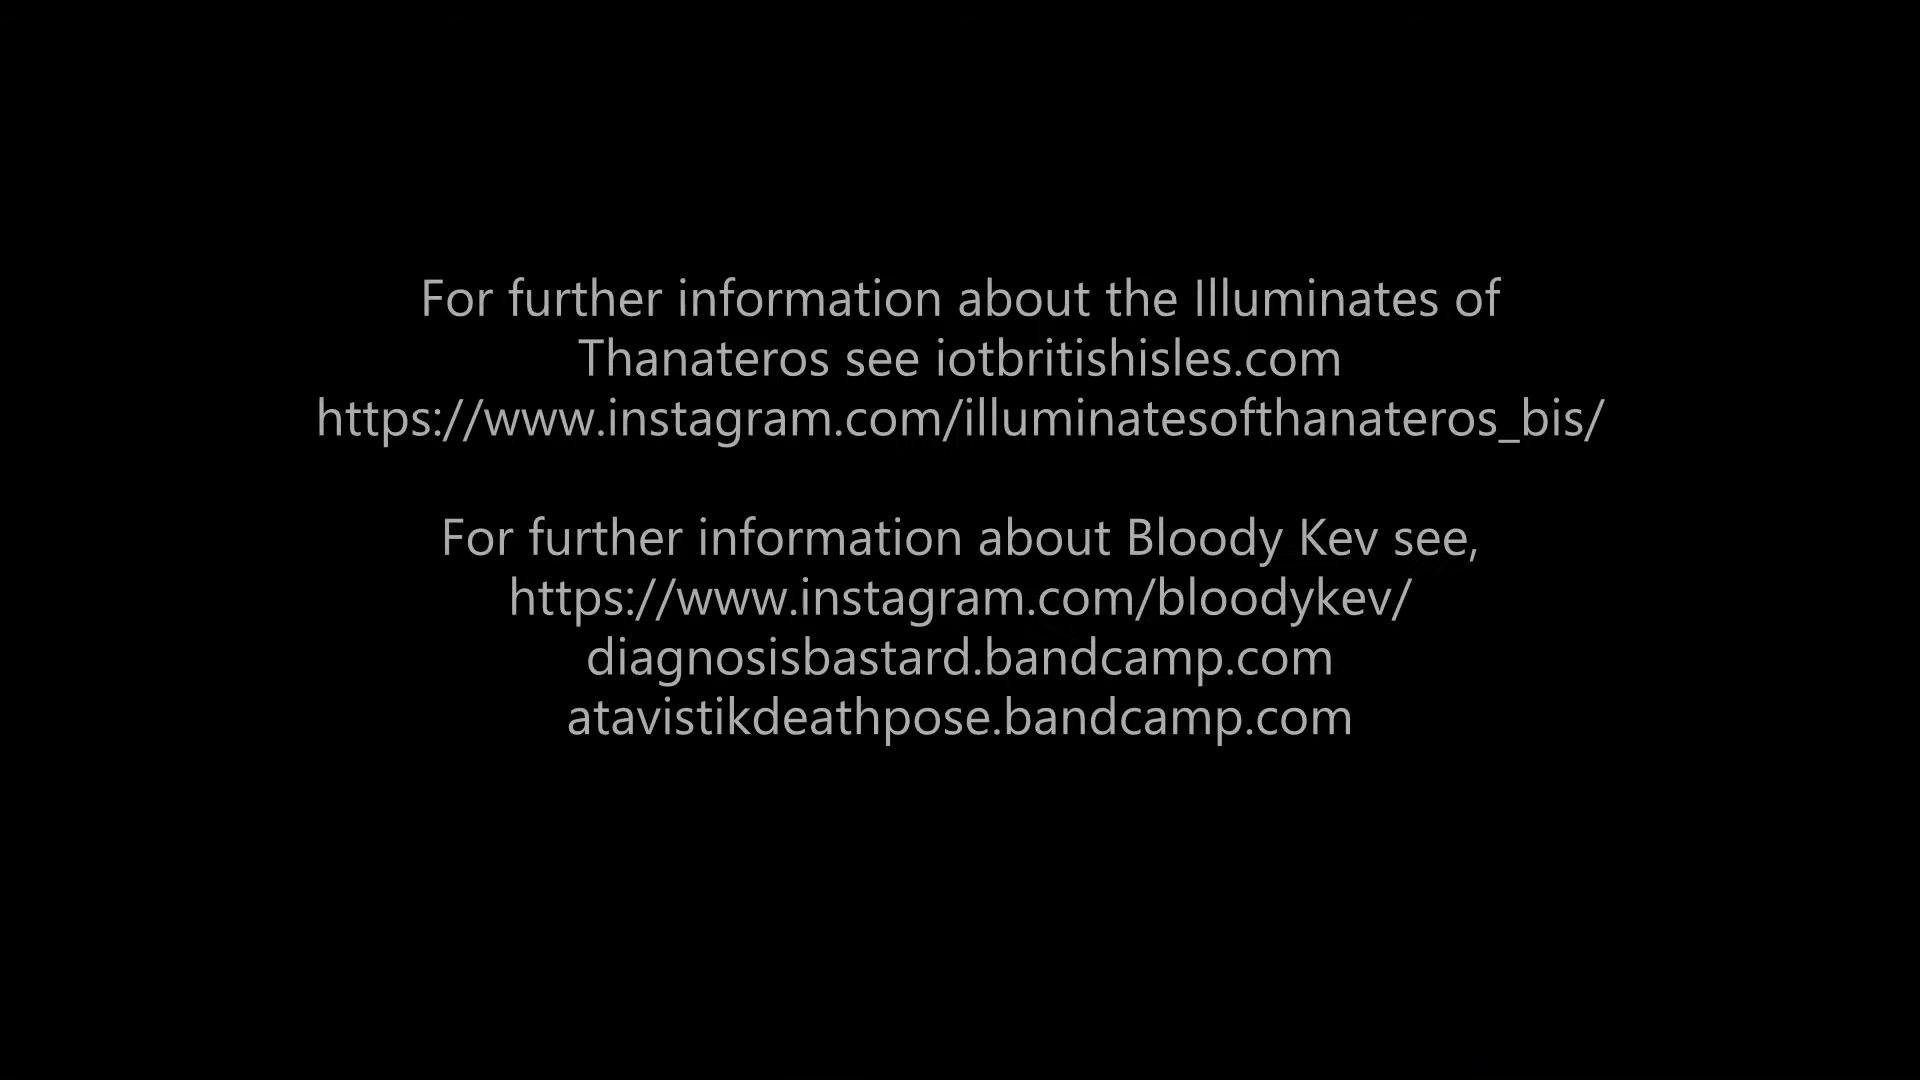 For further information about the Illuminates of
Thanateros see iotbritishisles.com
https://www.instagram.com/illuminatesofthanateros_bis/
For further information about Bloody Kev see,
https://www.instagram.com/bloodykev/
diagnosisbastard.bandcamp.com
atavistikdeathpose.bandcamp.com